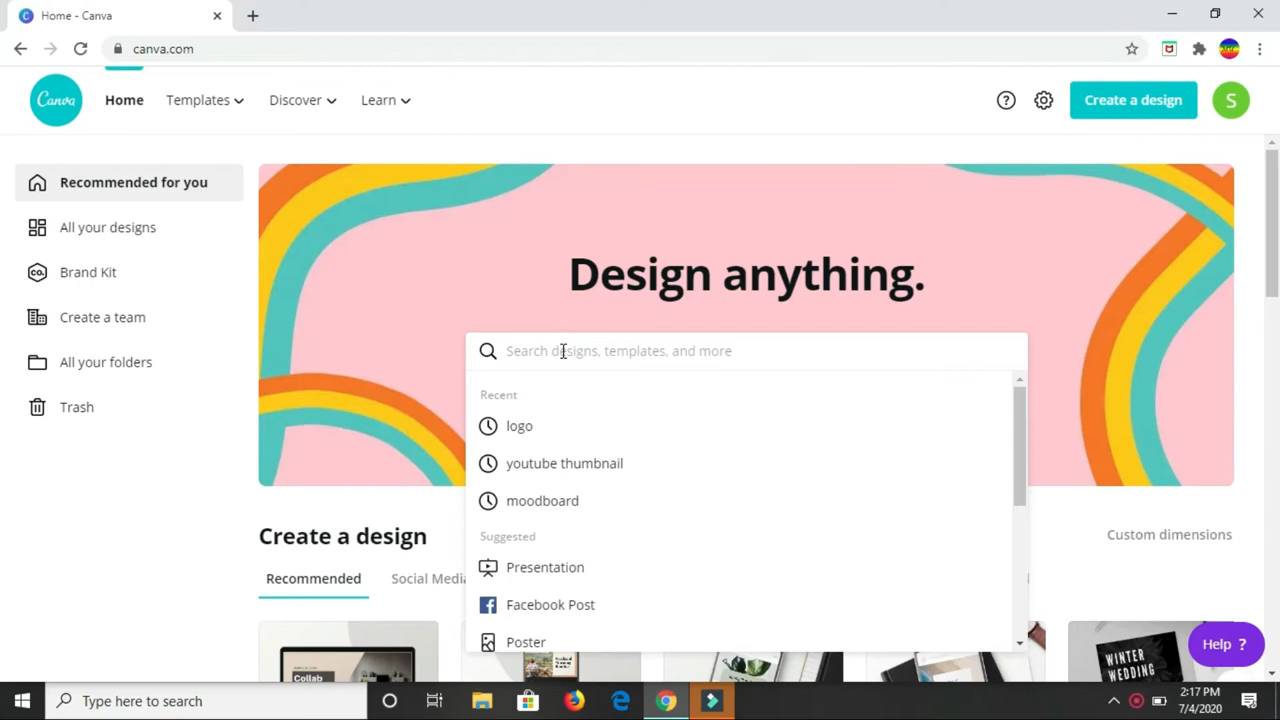 Home - Canva
canva.com
Canva
Home
Templates
Discover
Learn
Create a design
S
Recommended for you
All your designs
CO.
Brand Kit
Create a team
All your folders
Trash
Design anything.
Search designs, templates, and more
Recent
logo
youtube thumbnail
moodboard
Suggested
Presentation
Facebook Post
Poster
Create a design
Custom dimensions
Recommended
Social Medi
Collab
WINTER
WEDDING
Help ?
Type here to search
2:17 PM
7/4/2020